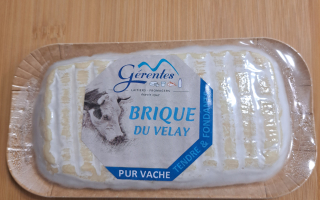 Gérentes
BRIQUE
DU VELAY
TENDRE & FONDANT
PUR VACHE